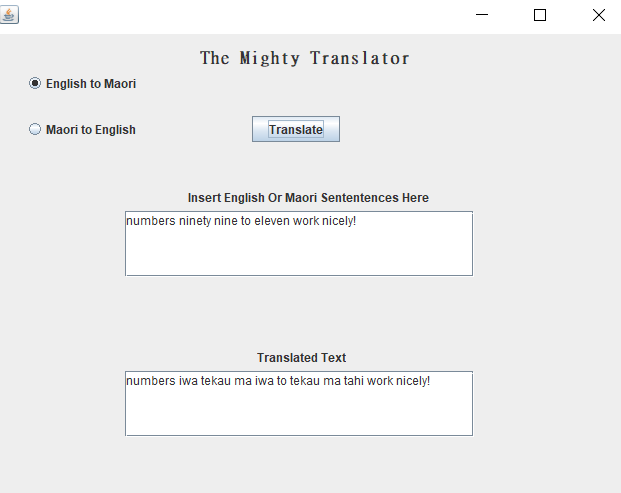 The Mighty Translator
English to Maori
Maori to English
Translate
Insert English Or Maori Sententences Here
numbers ninety nine to eleven work nicely!
Translated Text
numbers iwa tekau ma iwa to tekau ma tahi work nicely!